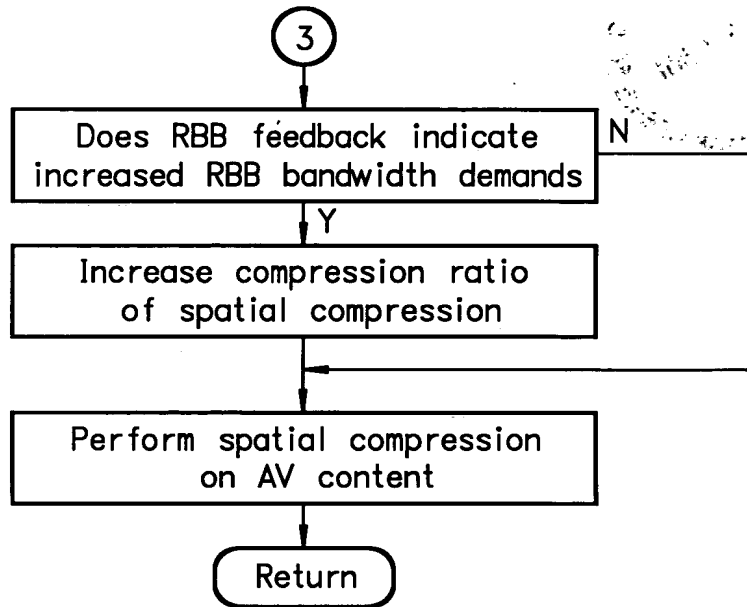 3
Does RBB feedback indicate
increased RBB bandwidth demands
N
Y
Increase compression ratio
of spatial compression
Perform spatial compression
on AV content
Return